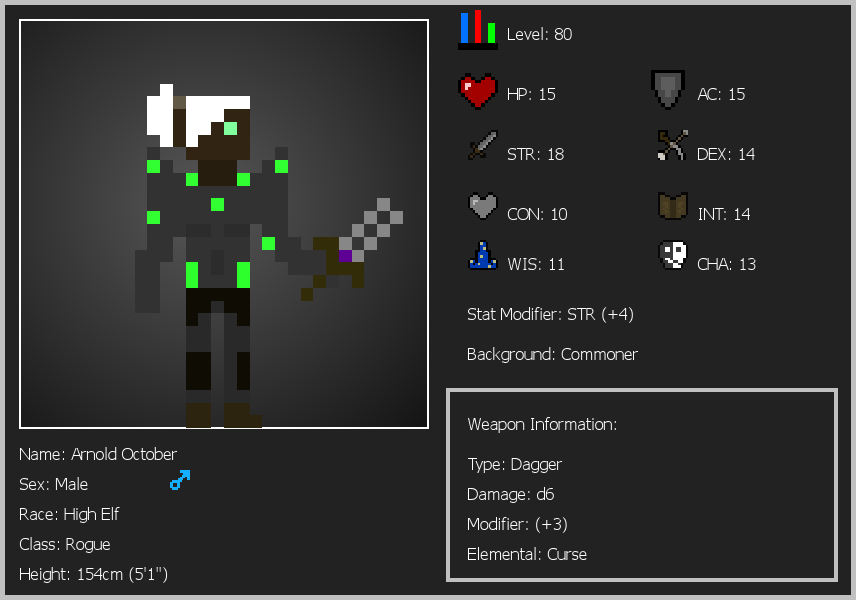 Level: 80
HP: 15
AC: 15
STR: 18
DEX: 14
CON: 10
INT: 14
WIS: 11
CHA: 13
Stat Modifier: STR (+4)
Background: Commoner
Weapon Information:
Type: Dagger
Damage: d6
Modifier: (+3)
Elemental: Curse
Name: Arnold October
Sex: Male
Race: High Elf
Class: Rogue
Height: 154cm (5'1")